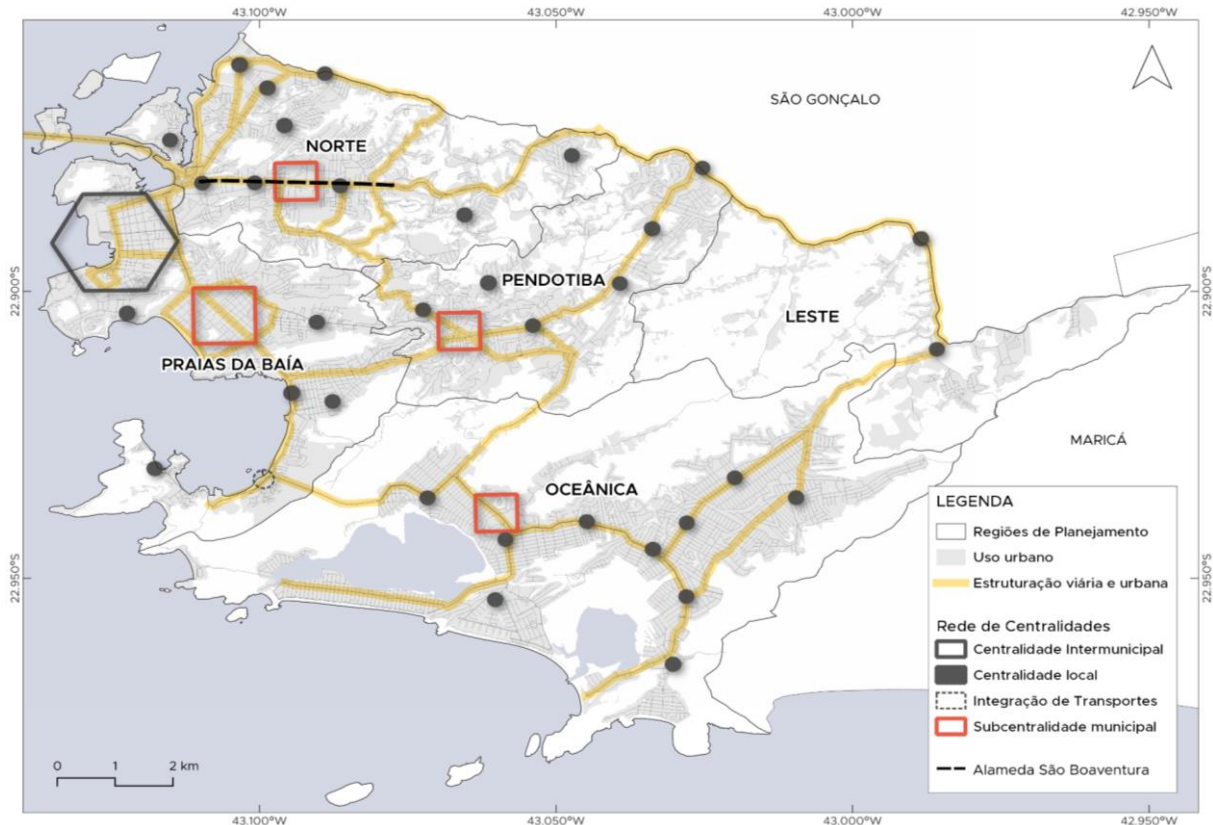 43.100°W 43.050°W 43.000°W 42.950°W
SÃO GONÇALO
NORTE
PENDOTIBA
22.900°S 22.900°S
LESTE
PRAIAS DA BAÍA
MARICÁ
OCEÂNICA
LEGENDA
Regiões de Planejamento
Uso urbano
Estruturação viária e urbana
22.950°S 22.950°S
Rede de Centralidades
Centralidade Intermunicipal
Centralidade local
Integração de Transportes
Subcentralidade municipal
Alameda São Boaventura
0 1 2 km
43.100°W 43.050°W 43.000°W 42.950°W